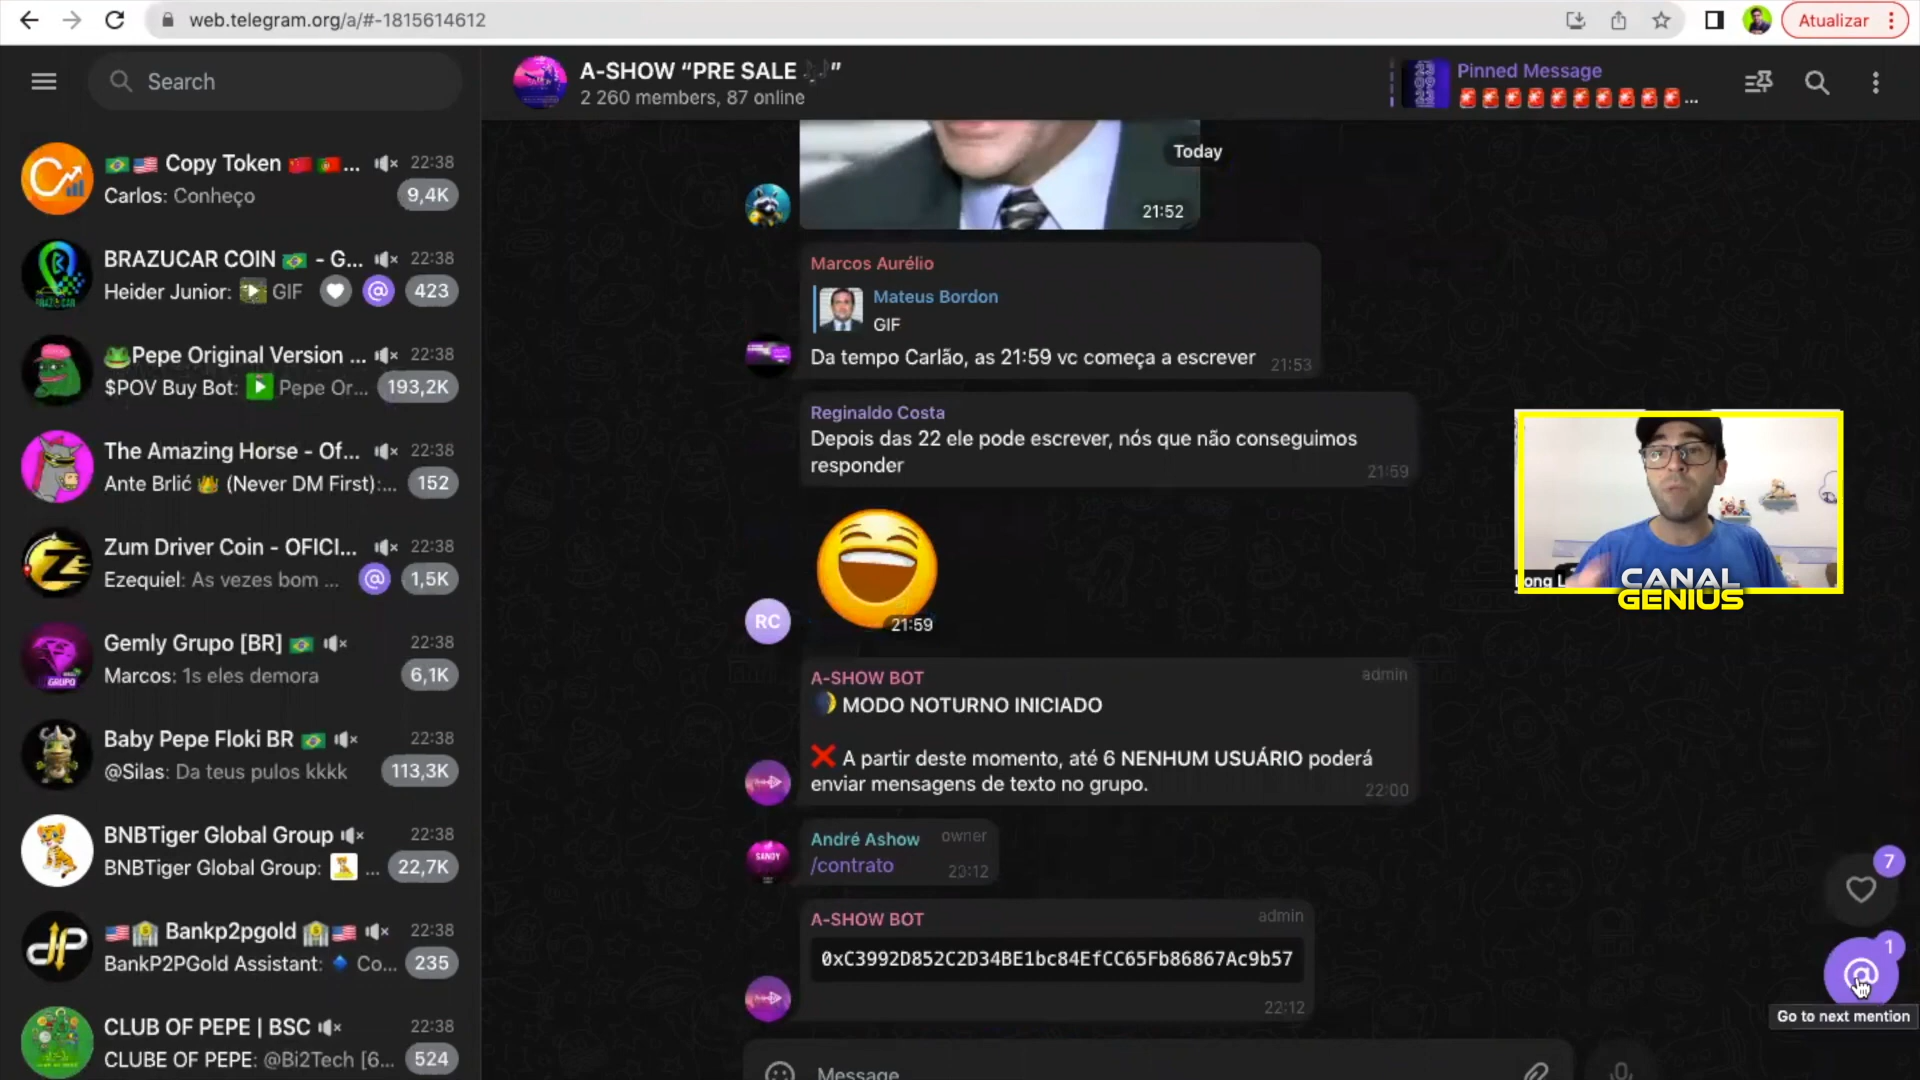 web.telegram.org/a/#-1815614612
Atualizar
Search
A-SHOW “PRE SALE 🎶”
2 260 members, 87 online
Pinned Message
🚨🚨🚨🚨🚨🚨🚨🚨🚨🚨...
🇧🇷🇺🇸 Copy Token 🇨🇳🇵🇹... 22:38
Carlos: Conheço 9,4K
BRAZUCAR COIN 🇧🇷 - G... 22:38
Heider Junior: GIF @ 423
🐸Pepe Original Version ... 22:38
$POV Buy Bot: Pepe Or... 193,2K
The Amazing Horse - Of... 22:38
Ante Brlić 👑 (Never DM First):... 152
Zum Driver Coin - OFICI... 22:38
Ezequiel: As vezes bom ... @ 1,5K
Gemly Grupo [BR] 🇧🇷 22:38
Marcos: 1s eles demora 6,1K
GRUPO
Baby Pepe Floki BR 🇧🇷 22:38
@Silas: Da teus pulos kkkk 113,3K
BNBTiger Global Group 22:38
BNBTiger Global Group: ... 22,7K
🇺🇸🏦 Bankp2pgold 🏦🇺🇸 22:38
BankP2PGold Assistant: 🔹 Co... 235
CLUB OF PEPE | BSC 22:38
CLUBE OF PEPE: @Bi2Tech [6... 524
Today
21:52
Marcos Aurélio
Mateus Bordon
GIF
Da tempo Carlão, as 21:59 vc começa a escrever 21:53
Reginaldo Costa
Depois das 22 ele pode escrever, nós que não conseguimos
responder 21:59
RC
21:59
A-SHOW BOT admin
🌒 MODO NOTURNO INICIADO
❌ A partir deste momento, até 6 NENHUM USUÁRIO poderá
enviar mensagens de texto no grupo. 22:00
André Ashow owner
SANDY
/contrato
A-SHOW BOT admin
0xC3992D852C2D34BE1bc84EfCC65Fb86867Ac9b57
22:12
Message
CANAL
GENIUS
7
1
@
Go to next mention